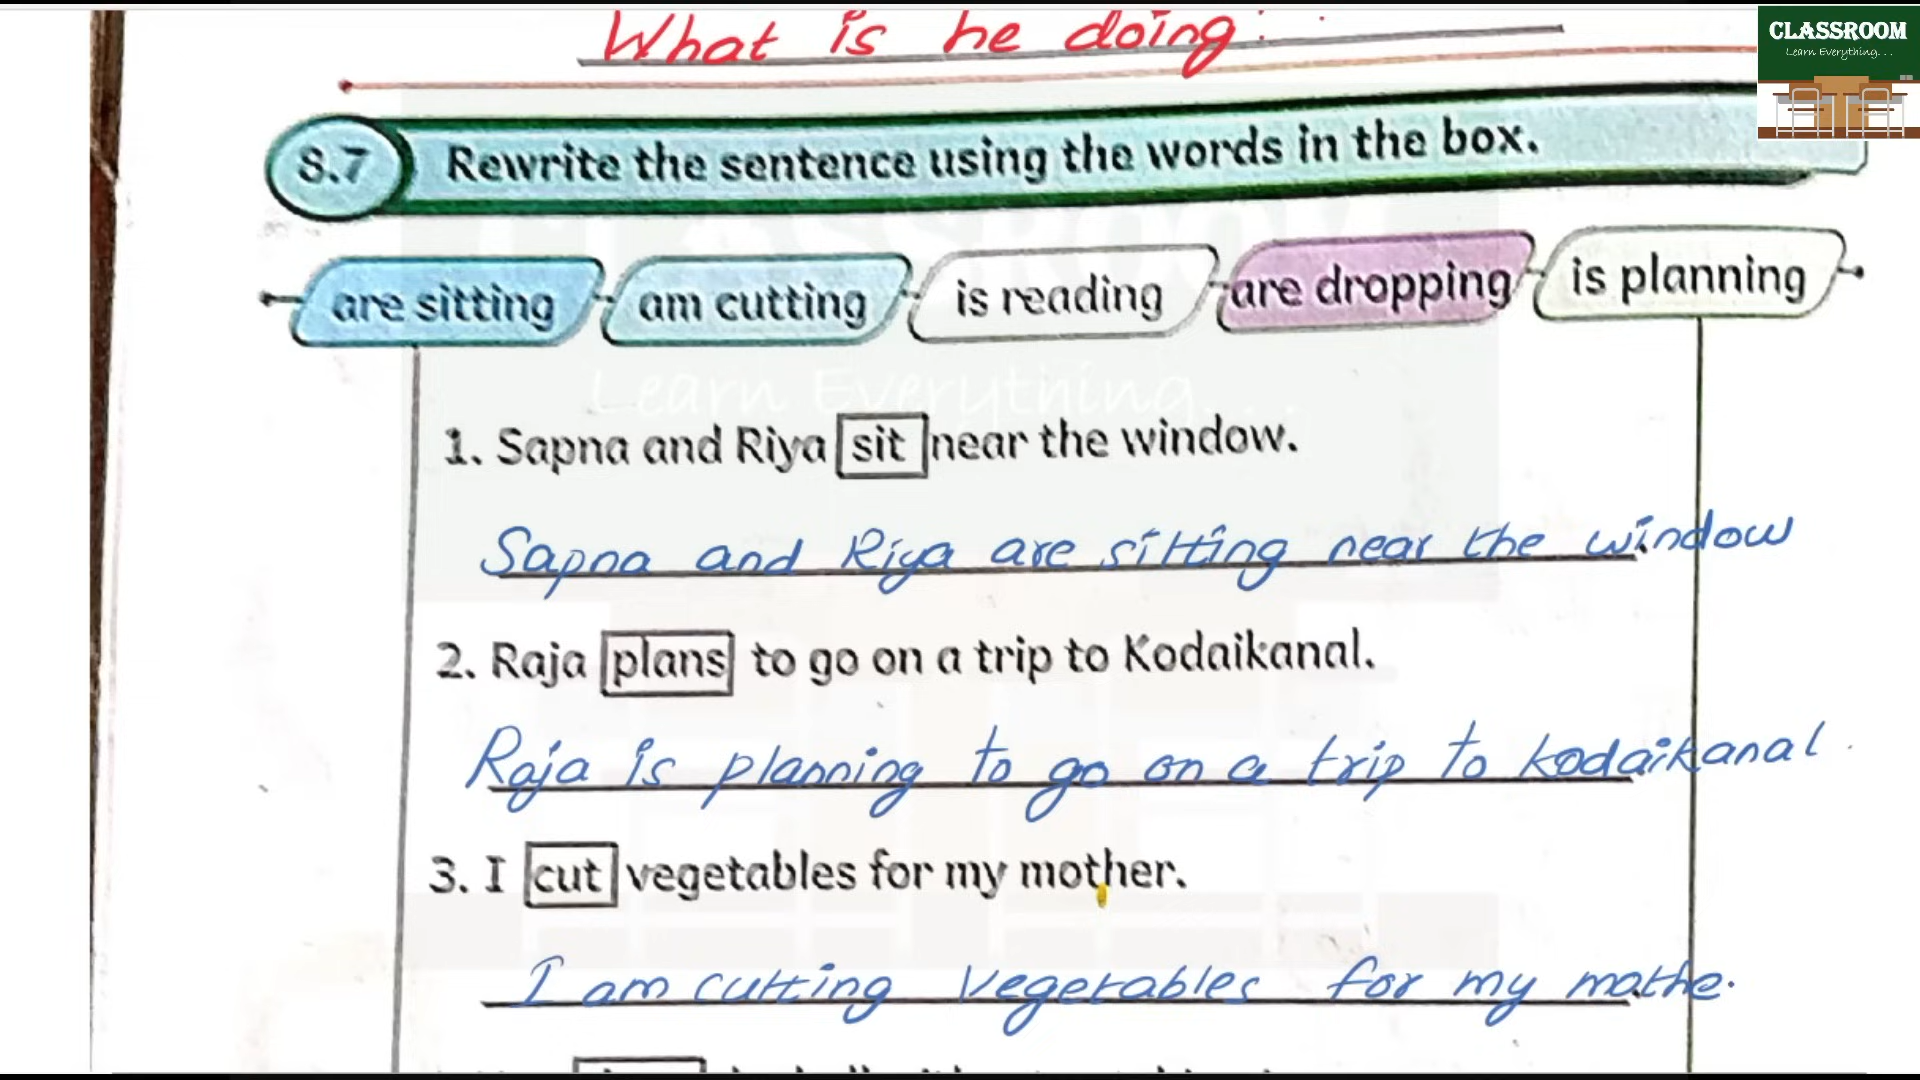 What is he doing
CLASSROOM
Learn Everything...
8.7 Rewrite the sentence using the words in the box.
are sitting am cutting is reading are dropping is planning
Learn Everything...
1. Sapna and Riya sit near the window.
Sapna and Riya are sitting near the window
2. Raja plans to go on a trip to Kodaikanal.
Raja is planning to go on a trip to kodaikanal.
3. I cut vegetables for my mother.
I am cutting vegetables for my mothe.